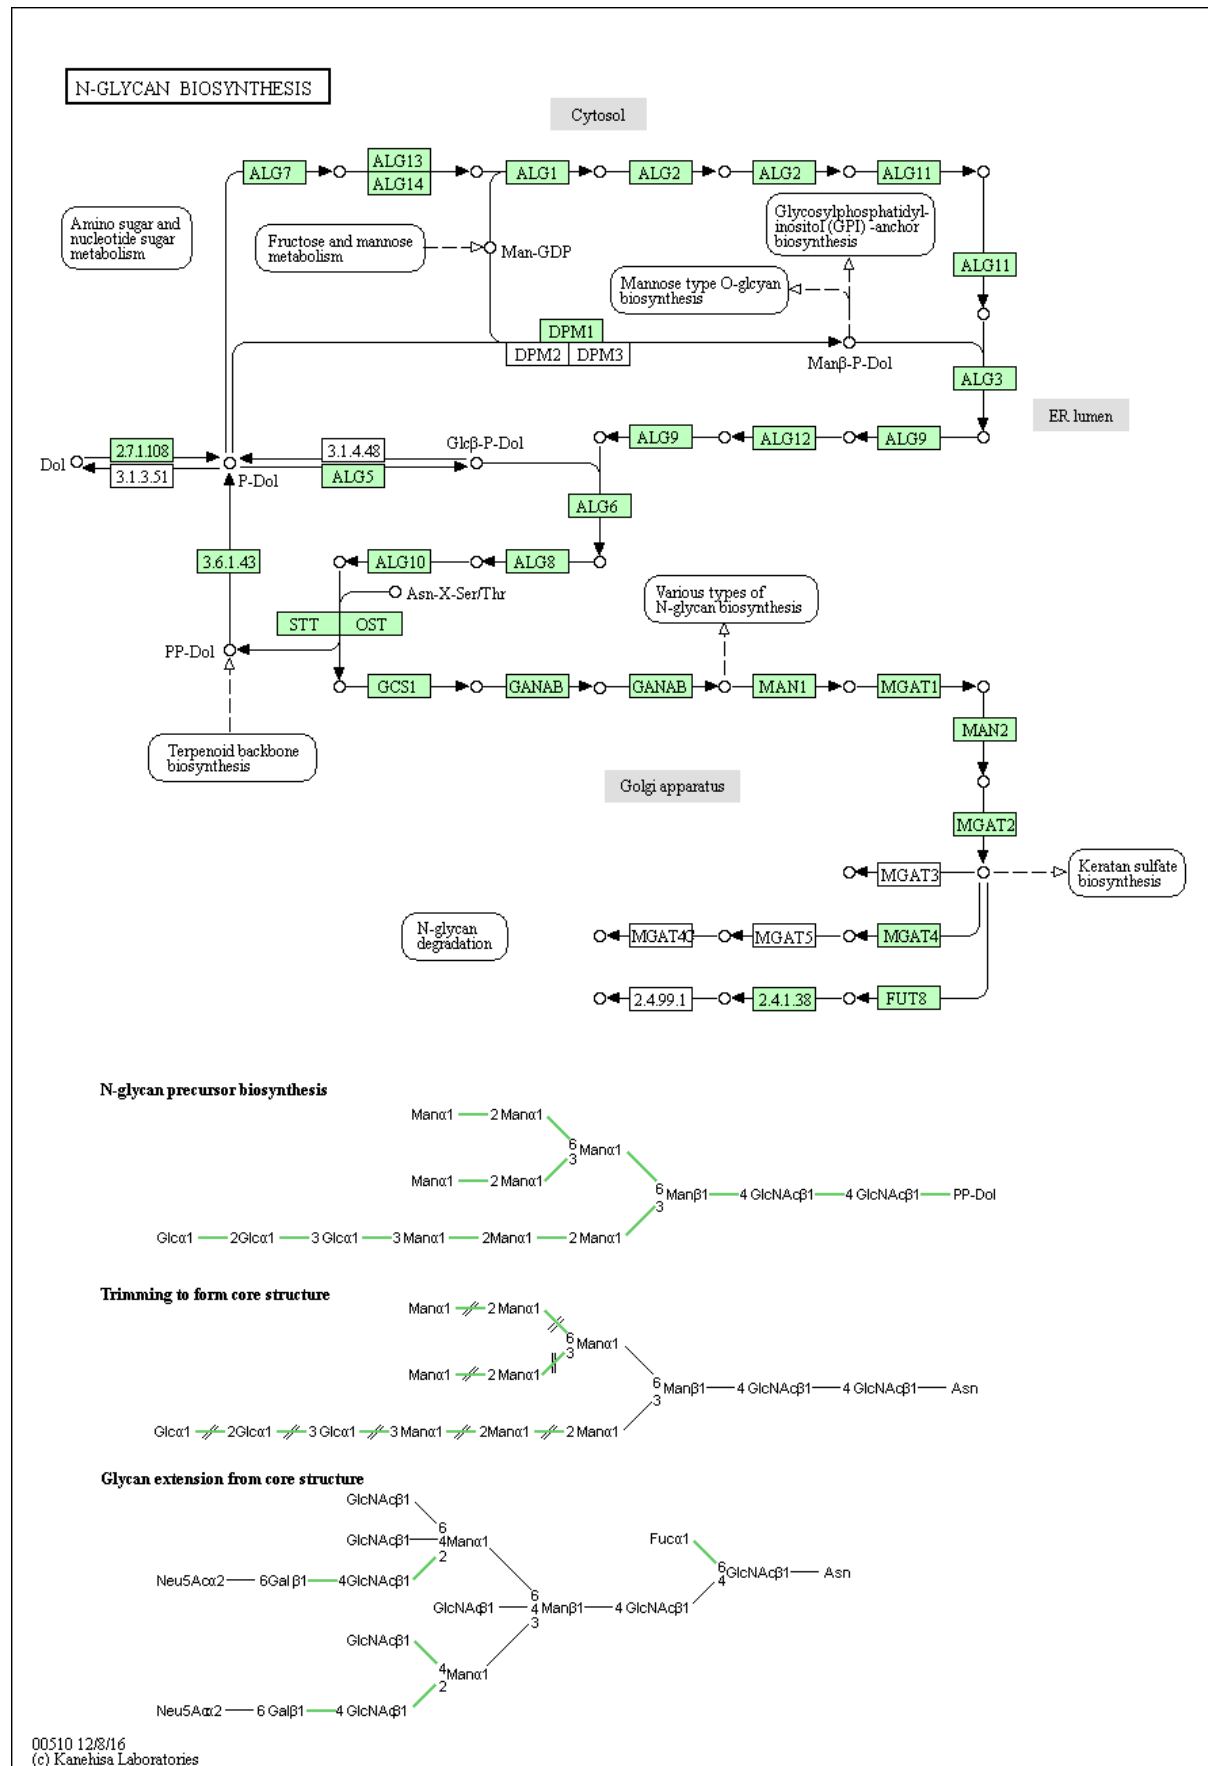 N-GLYCAN BIOSYNTHESIS
Cytosol
ALG7
ALG13
ALG14
ALG1
ALG2
ALG2
ALG11
Amino sugar and
nucleotide sugar
metabolism
Fructose and mannose
metabolism
Man-GDP
Glycosylphosphatidyl-
inositol (GPI) -anchor
biosynthesis
ALG11
Mannose type O-glcyan
biosynthesis
DPM1
DPM2
DPM3
Manβ-P-Dol
ALG3
ER lumen
ALG9
ALG12
ALG9
Dol
2.7.1.108
3.1.3.51
P-Dol
3.1.4.48
ALG5
Glcβ-P-Dol
ALG6
3.6.1.43
ALG10
ALG8
Asn-X-Ser/Thr
Various types of
N-glycan biosynthesis
STT
OST
PP-Dol
GCS1
GANAB
GANAB
MAN1
MGAT1
MAN2
Terpenoid backbone
biosynthesis
Golgi apparatus
MGAT2
MGAT3
Keratan sulfate
biosynthesis
N-glycan
degradation
MGAT4C
MGAT5
MGAT4
2.4.99.1
2.4.1.38
FUT8
N-glycan precursor biosynthesis
Manα1 2 Manα1
6 Manα1
3
Manα1 2 Manα1
6 Manβ1 4 GlcNAcβ1 4 GlcNAcβ1 PP-Dol
3
Glcα1 2Glcα1 3 Glcα1 3 Manα1 2Manα1 2 Manα1
Trimming to form core structure
Manα1 2 Manα1
6 Manα1
3
Manα1 2 Manα1
6 Manβ1 4 GlcNAcβ1 4 GlcNAcβ1 Asn
3
Glcα1 2Glcα1 3 Glcα1 3 Manα1 2Manα1 2 Manα1
Glycan extension from core structure
GlcNAcβ1
6
GlcNAcβ1 4Manα1
2
Fucα1
6 GlcNAcβ1 Asn
4
Neu5Acα2 6Galβ1 4GlcNAcβ1
6
GlcNAcβ1 4 Manβ1 4 GlcNAcβ1
3
GlcNAcβ1
4 Manα1
2
Neu5Acα2 6 Galβ1 4 GlcNAcβ1
00510 12/8/16
(c) Kanehisa Laboratories